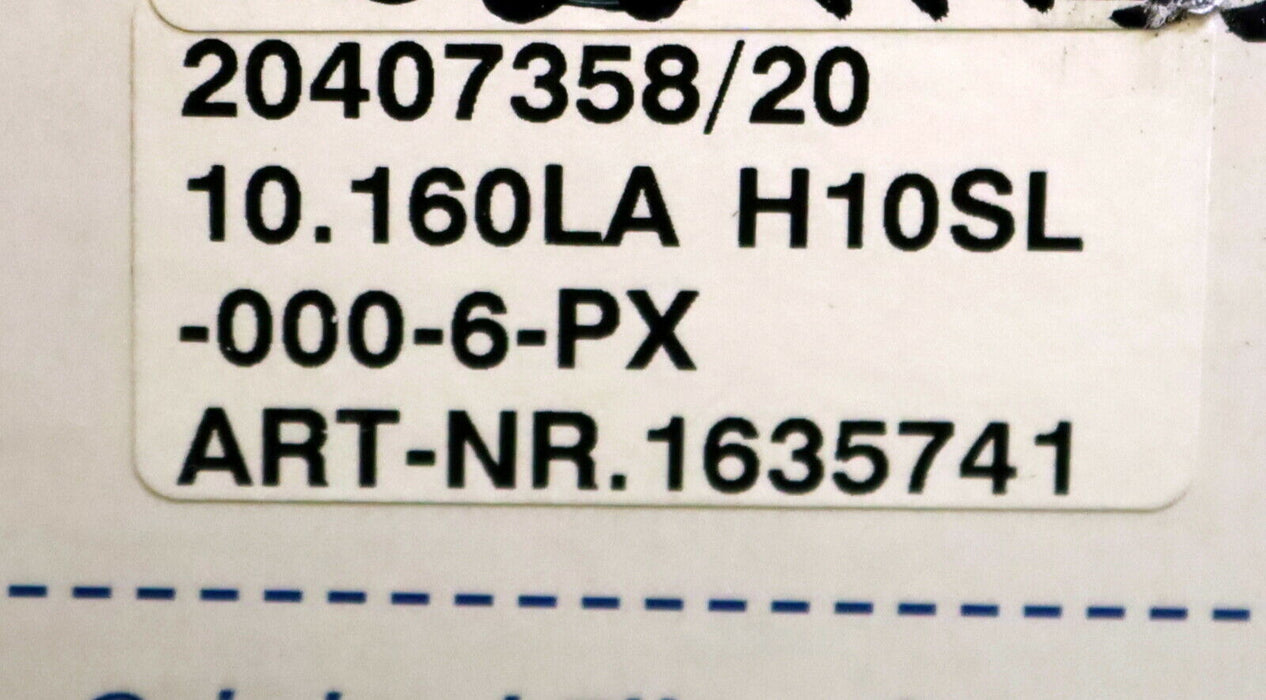 20407358/20
10.160LA H10SL
-000-6-PX
ART-NR.1635741